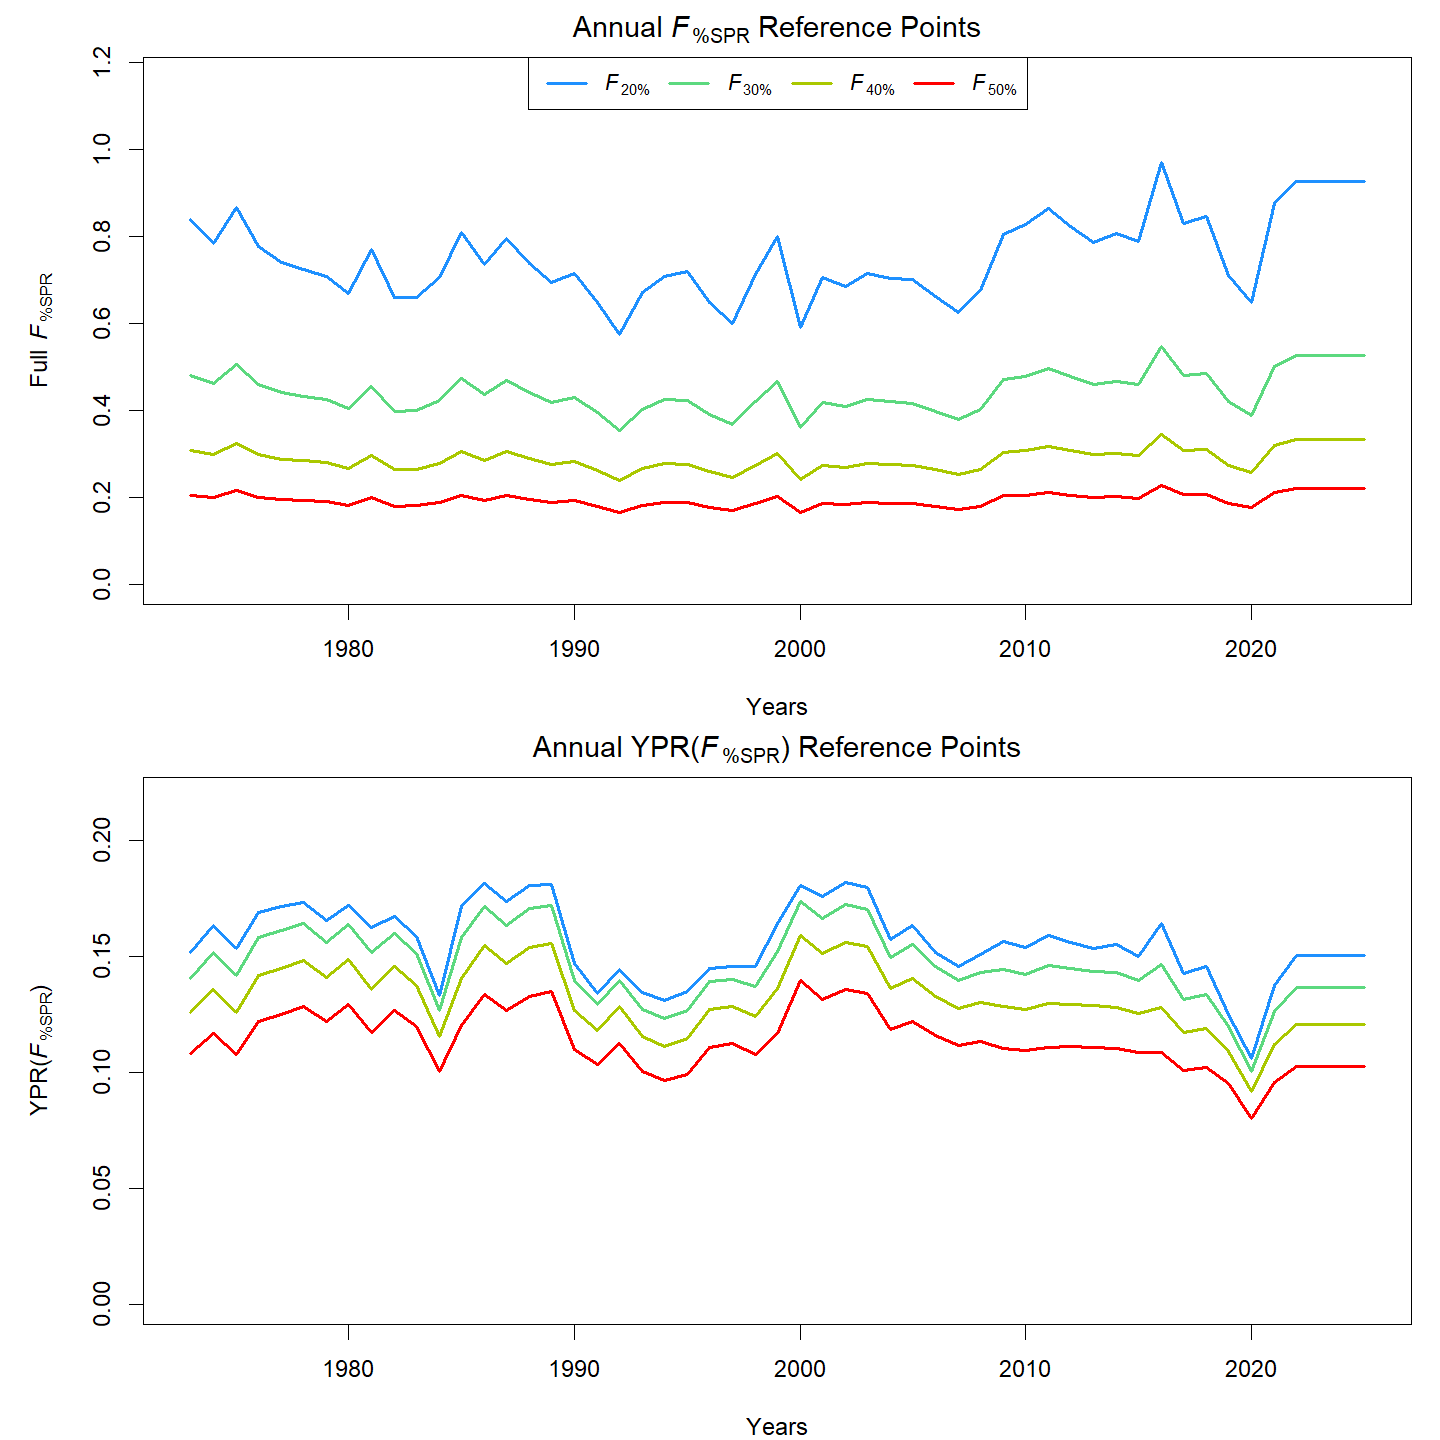 Annual F%SPR Reference Points
F20% F30% F40% F50%
Full F%SPR
1.2
1.0
0.8
0.6
0.4
0.2
0.0
1980 1990 2000 2010 2020
Years
Annual YPR(F%SPR) Reference Points
YPR(F%SPR)
0.20
0.15
0.10
0.05
0.00
1980 1990 2000 2010 2020
Years